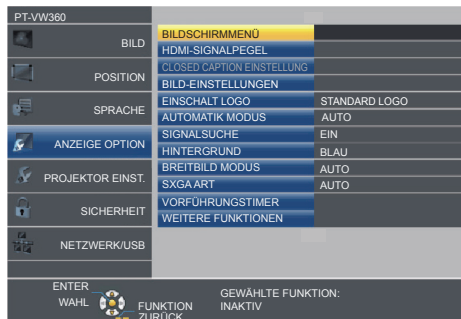 PT-VW360
BILD
POSITION
SPRACHE
ANZEIGE OPTION
PROJEKTOR EINST.
SICHERHEIT
NETZWERK/USB
BILDSCHIRMMENÜ
HDMI-SIGNALPEGEL
CLOSED CAPTION EINSTELLUNG
BILD-EINSTELLUNGEN
EINSCHALT LOGO STANDARD LOGO
AUTOMATIK MODUS AUTO
SIGNALSUCHE EIN
HINTERGRUND BLAU
BREITBILD MODUS AUTO
SXGA ART AUTO
VORFÜHRUNGSTIMER
WEITERE FUNKTIONEN
ENTER
WAHL
FUNKTION
ZURÜCK
GEWÄHLTE FUNKTION:
INAKTIV